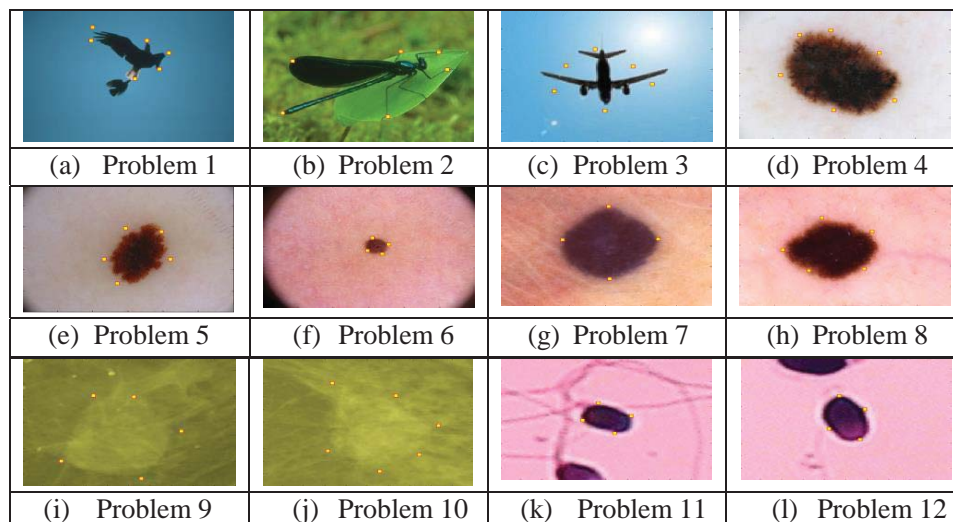 (a) Problem 1
(b) Problem 2
(c) Problem 3
(d) Problem 4
(e) Problem 5
(f) Problem 6
(g) Problem 7
(h) Problem 8
(i) Problem 9
(j) Problem 10
(k) Problem 11
(l) Problem 12